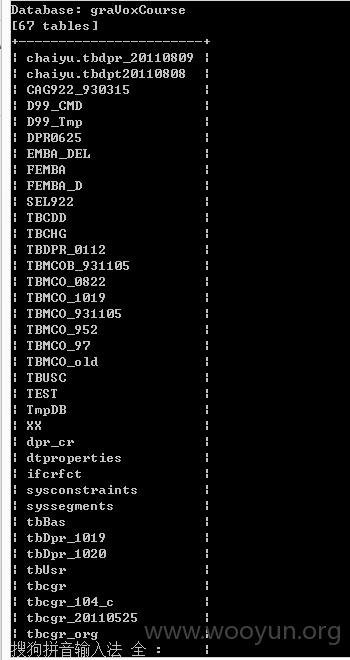 Database: graVoxCourse
[67 tables]
+------------------------+
| chaiyu.tbdpr_20110809 |
| chaiyu.tbdpt20110808 |
| CAG922_930315 |
| D99_CMD |
| D99_Tmp |
| DPR0625 |
| EMBA_DEL |
| FEMBA |
| FEMBA_D |
| SEL922 |
| TBCDD |
| TBCHG |
| TBDPR_0112 |
| TBMCOB_931105 |
| TBMCO_0822 |
| TBMCO_1019 |
| TBMCO_931105 |
| TBMCO_952 |
| TBMCO_97 |
| TBMCO_old |
| TBUSC |
| TEST |
| TmpDB |
| XX |
| dpr_cr |
| dtproperties |
| ifcrfct |
| sysconstraints |
| syssegments |
| tbBas |
| tbDpr_1019 |
| tbDpr_1020 |
| tbUsr |
| tbcgr |
| tbcgr_104_c |
| tbcgr_20110525 |
| tbcgr_org |
www.wooyun.org
搜狗拼音输入法 全 : |